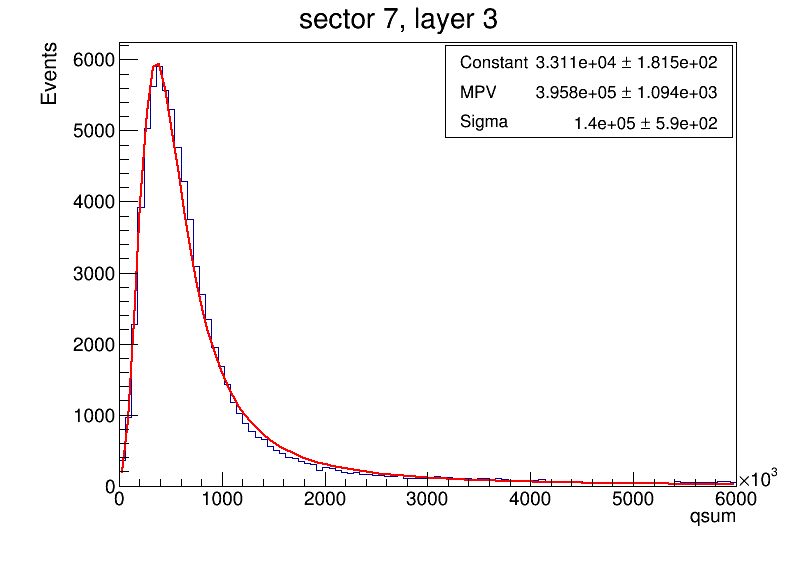 sector 7, layer 3
Constant 3.311e+04 ± 1.815e+02
MPV 3.958e+05 ± 1.094e+03
Sigma 1.4e+05 ± 5.9e+02
Events
6000
5000
4000
3000
2000
1000
0
0 1000 2000 3000 4000 5000 6000
×10³
qsum